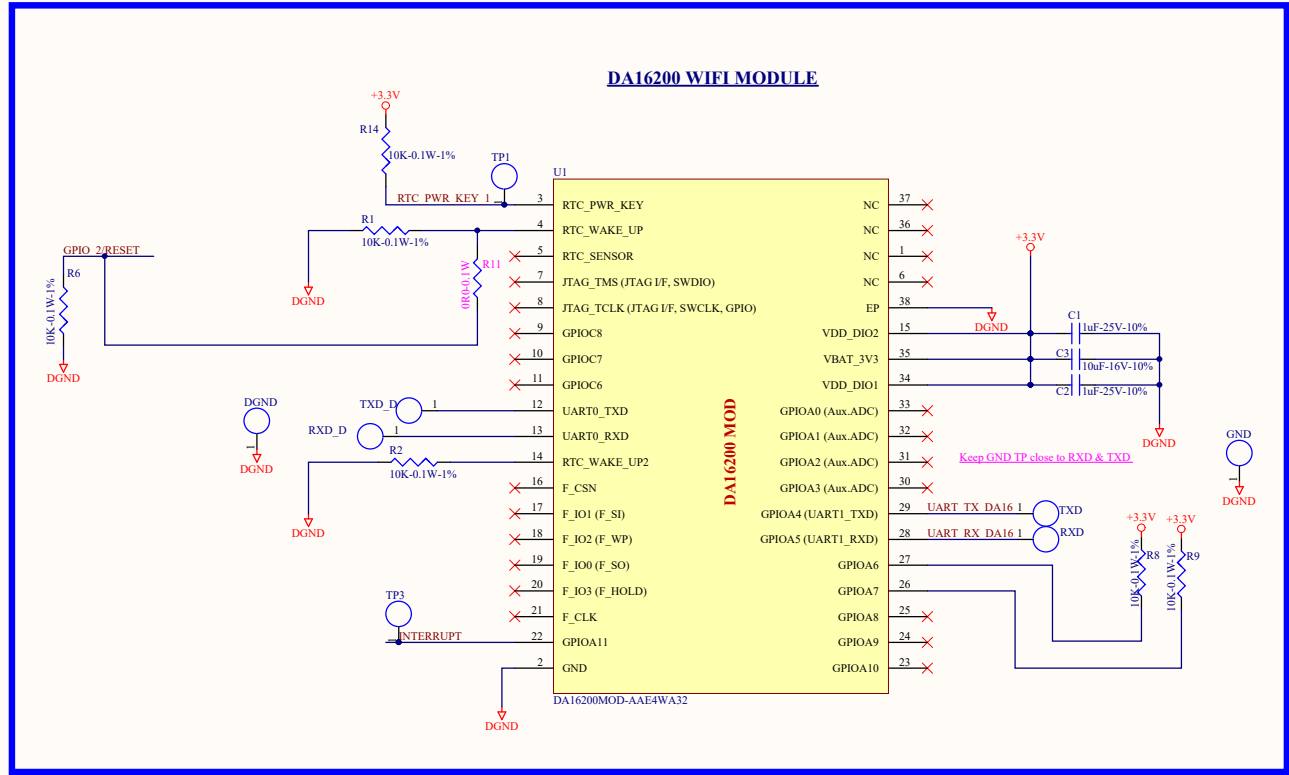 DA16200 WIFI MODULE
+3.3V
R14
10K-0.1W-1%
TP1
1
RTC_PWR_KEY
U1
R1
10K-0.1W-1%
GPIO_2/RESET
R6
10K-0.1W-1%
DGND
DGND
R11
0R0-0.1W
3 RTC_PWR_KEY
4 RTC_WAKE_UP
5 RTC_SENSOR
7 JTAG_TMS (JTAG I/F, SWDIO)
8 JTAG_TCLK (JTAG I/F, SWCLK, GPIO)
9 GPIOC8
10 GPIOC7
11 GPIOC6
12 UART0_TXD
13 UART0_RXD
14 RTC_WAKE_UP2
16 F_CSN
17 F_IO1 (F_SI)
18 F_IO2 (F_WP)
19 F_IO0 (F_SO)
20 F_IO3 (F_HOLD)
21 F_CLK
22 GPIOA11
2 GND
DA16200 MOD
NC 37
NC 36
NC 1
NC 6
EP 38
VDD_DIO2 15
VBAT_3V3 35
VDD_DIO1 34
GPIOA0 (Aux.ADC) 33
GPIOA1 (Aux.ADC) 32
GPIOA2 (Aux.ADC) 31
GPIOA3 (Aux.ADC) 30
GPIOA4 (UART1_TXD) 29
GPIOA5 (UART1_RXD) 28
GPIOA6 27
GPIOA7 26
GPIOA8 25
GPIOA9 24
GPIOA10 23
DA16200MOD-AAE4WA32
DGND
1
DGND
TXD_D
1
RXD_D
1
R2
10K-0.1W-1%
DGND
TP3
1
INTERRUPT
DGND
+3.3V
DGND
C1
1uF-25V-10%
C3
10uF-16V-10%
C2
1uF-25V-10%
DGND
Keep GND TP close to RXD & TXD
GND
1
DGND
UART_TX_DA16 1
TXD
UART_RX_DA16 1
RXD
+3.3V
+3.3V
R8
10K-0.1W-1%
R9
10K-0.1W-1%